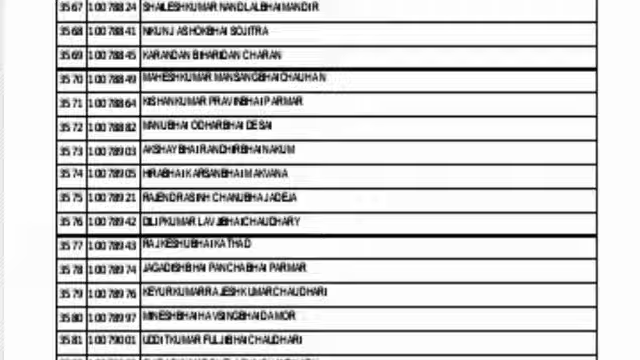 3567 10078824 SHAILESHKUMAR NANDLALBHAI MANDIR
3568 10078841 NIKUNJ ASHOKBHAI SOJITRA
3569 10078845 KARANDAN BIHARIDAN CHARAN
3570 10078849 MAHESHKUMAR MANSANGBHAI CHAUHAN
3571 10078864 KISHANKUMAR PRAVINBHAI PARMAR
3572 10078882 MANUBHAI ODHARBHAI DESAI
3573 10078903 AKSHAYBHAI RANDHIRBHAI NAKUM
3574 10078905 HIRABHAI KARSANBHAI MAKVANA
3575 10078921 RAJENDRASINH CHANUBHA JADEJA
3576 10078942 DILIPKUMAR LAVJIBHAI CHAUDHARY
3577 10078943 RAJKESHUBHAI KATHAD
3578 10078974 JAGADISHBHAI PANCHABHAI PARMAR
3579 10078976 KEYURKUMAR RAJESHKUMAR CHAUDHARI
3580 10078997 MINESHBHAI HAVSINGBHAI DAMOR
3581 10079001 UDDITKUMAR FULJIBHAI CHAUDHARI